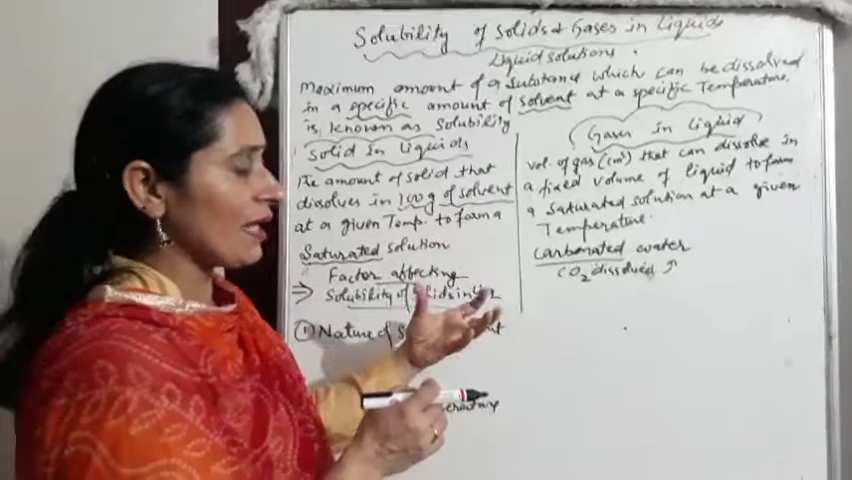 Solubility of Solids & Gases in Liquids
Liquid solutions.
Maximum amount of a substance which can be dissolved
in a specific amount of solvent at a specific Temperature.
is known as Solubility
Solid in Liquids
The amount of solid that
dissolves in 100g of solvent
at a given Temp. to form a
Saturated solution
Factor affecting
⇒ Solubility of Solids in
① Nature of
Gases in Liquid
vol. of gas (cm³) that can dissolve in
a fixed volume of liquid to form
a saturated solution at a given
Temperature.
Carbonated water
CO₂ dissolved ↗